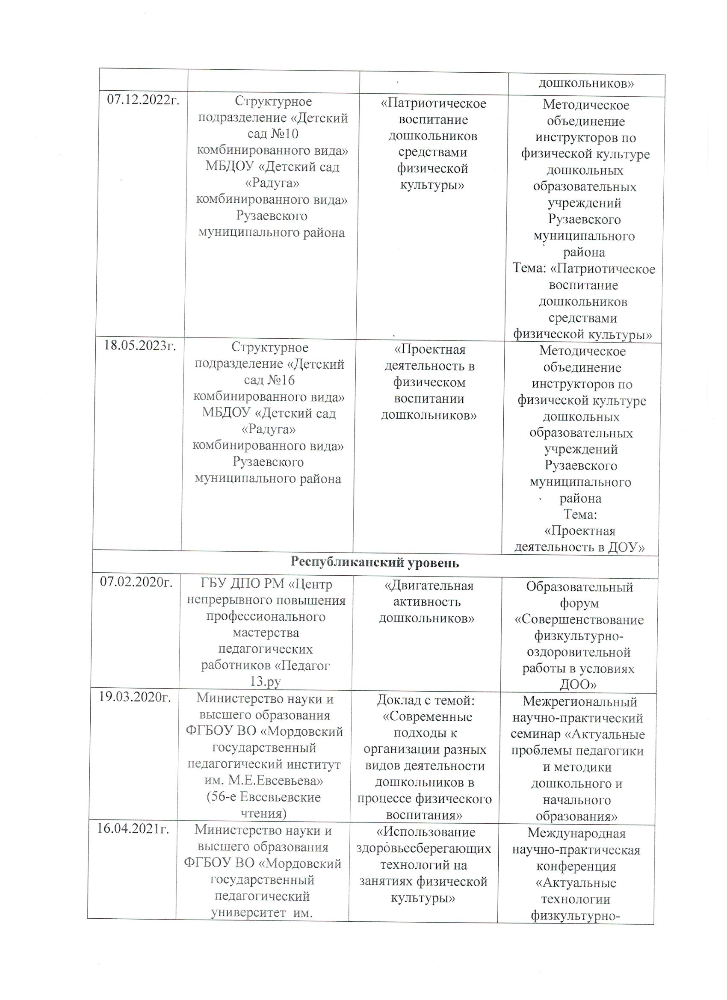 дошкольников»
07.12.2022г.
Структурное
подразделение «Детский
сад №10
комбинированного вида»
МБДОУ «Детский сад
«Радуга»
комбинированного вида»
Рузаевского
муниципального района
«Патриотическое
воспитание
дошкольников
средствами
физической
культуры»
Методическое
объединение
инструкторов по
физической культуре
дошкольных
образовательных
учреждений
Рузаевского
муниципального
района
Тема: «Патриотическое
воспитание
дошкольников
средствами
физической культуры»
18.05.2023г.
Структурное
подразделение «Детский
сад №16
комбинированного вида»
МБДОУ «Детский сад
«Радуга»
комбинированного вида»
Рузаевского
муниципального района
«Проектная
деятельность в
физическом
воспитании
дошкольников»
Методическое
объединение
инструкторов по
физической культуре
дошкольных
образовательных
учреждений
Рузаевского
муниципального
района
Тема:
«Проектная
деятельность в ДОУ»
Республиканский уровень
07.02.2020г.
ГБУ ДПО РМ «Центр
непрерывного повышения
профессионального
мастерства
педагогических
работников «Педагог
13.ру
«Двигательная
активность
дошкольников»
Образовательный
форум
«Совершенствование
физкультурно-
оздоровительной
работы в условиях
ДОО»
19.03.2020г.
Министерство науки и
высшего образования
ФГБОУ ВО «Мордовский
государственный
педагогический институт
им. М.Е.Евсевьева»
(56-е Евсевьевские
чтения)
Доклад с темой:
«Современные
подходы к
организации разных
видов деятельности
дошкольников в
процессе физического
воспитания»
Межрегиональный
научно-практический
семинар «Актуальные
проблемы педагогики
и методики
дошкольного и
начального
образования»
16.04.2021г.
Министерство науки и
высшего образования
ФГБОУ ВО «Мордовский
государственный
педагогический
университет им.
«Использование
здоровьесберегающих
технологий на
занятиях физической
культуры»
Международная
научно-практическая
конференция
«Актуальные
технологии
физкультурно-